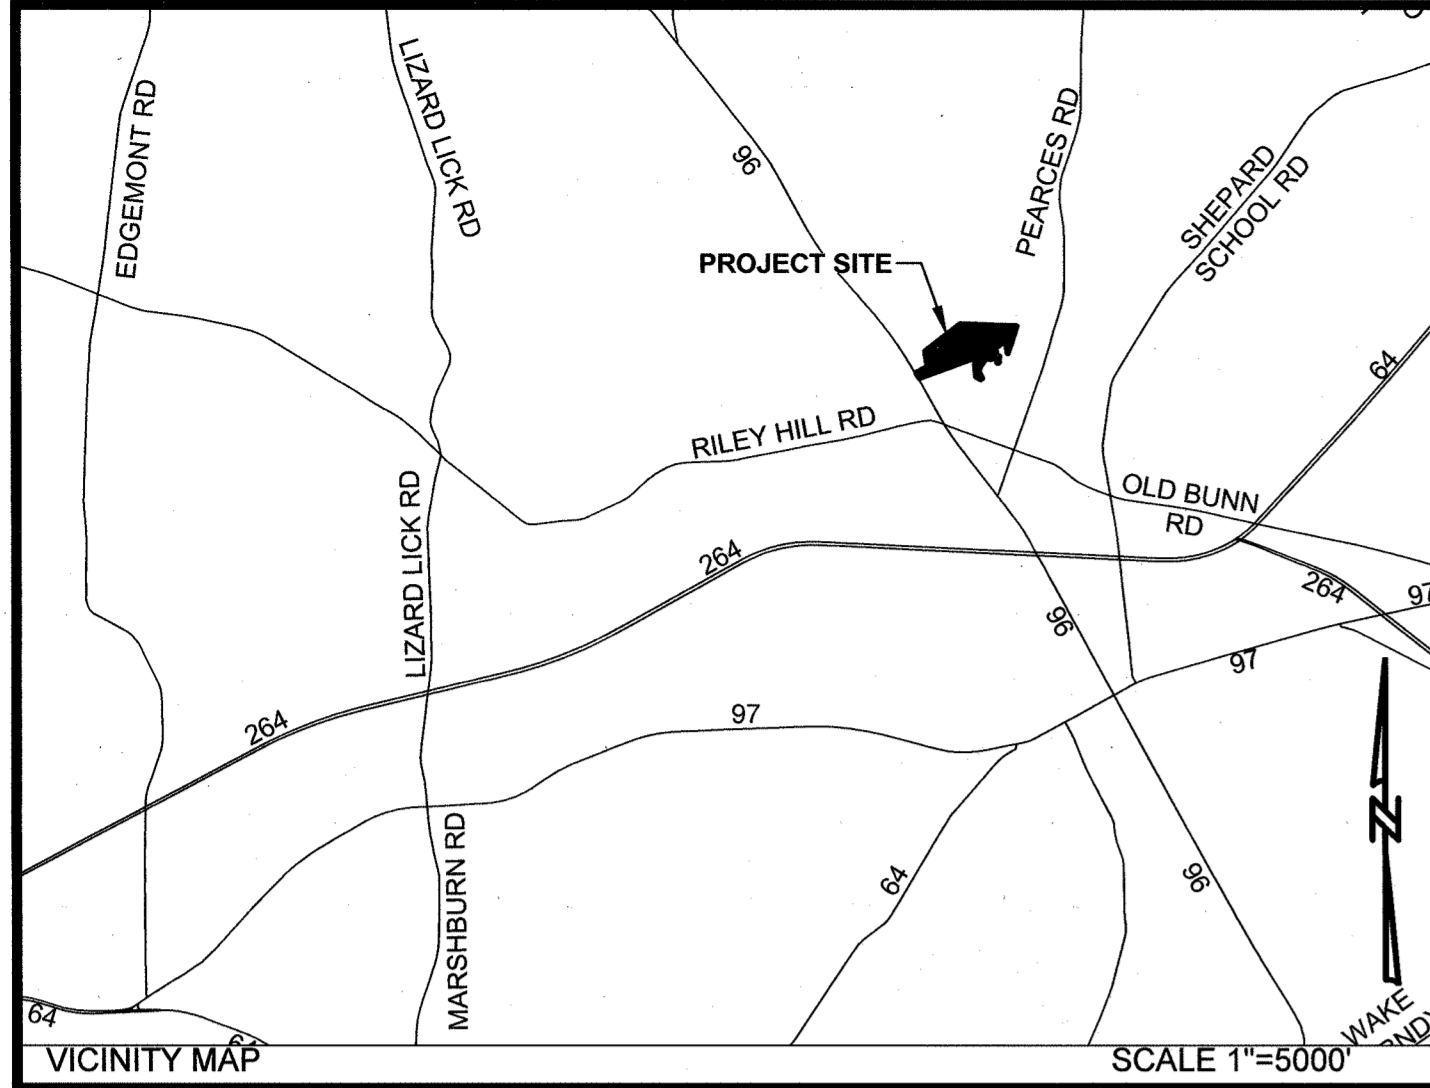 EDGEMONT RD
LIZARD LICK RD
96
PEARCES RD
SHEPARD
SCHOOL RD
PROJECT SITE
64
RILEY HILL RD
OLD BUNN
RD
LIZARD LICK RD
264
264
97
96
97
264
97
MARSHBURN RD
64
96
N
64
WAKE
VICINITY MAP
SCALE 1"=5000'